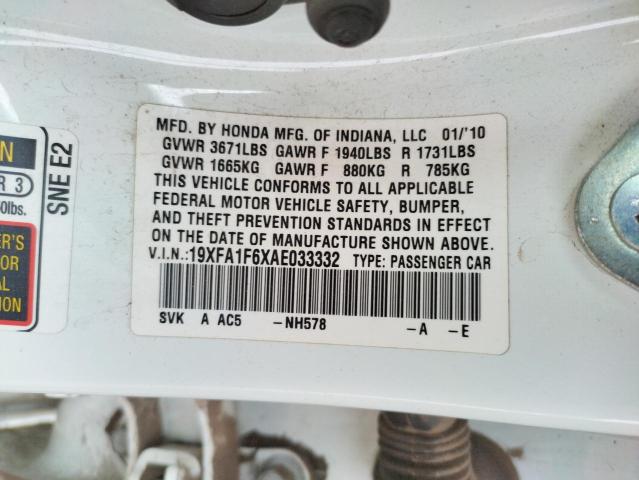 MFD. BY HONDA MFG. OF INDIANA, LLC 01/'10
GVWR 3671LBS GAWR F 1940LBS R 1731LBS
GVWR 1665KG GAWR F 880KG R 785KG
THIS VEHICLE CONFORMS TO ALL APPLICABLE
FEDERAL MOTOR VEHICLE SAFETY, BUMPER,
AND THEFT PREVENTION STANDARDS IN EFFECT
ON THE DATE OF MANUFACTURE SHOWN ABOVE.
V.I.N.:19XFA1F6XAE033332 TYPE: PASSENGER CAR
SVK A AC5 -NH578 -A -E
SNE E2
R 3
0lbs.